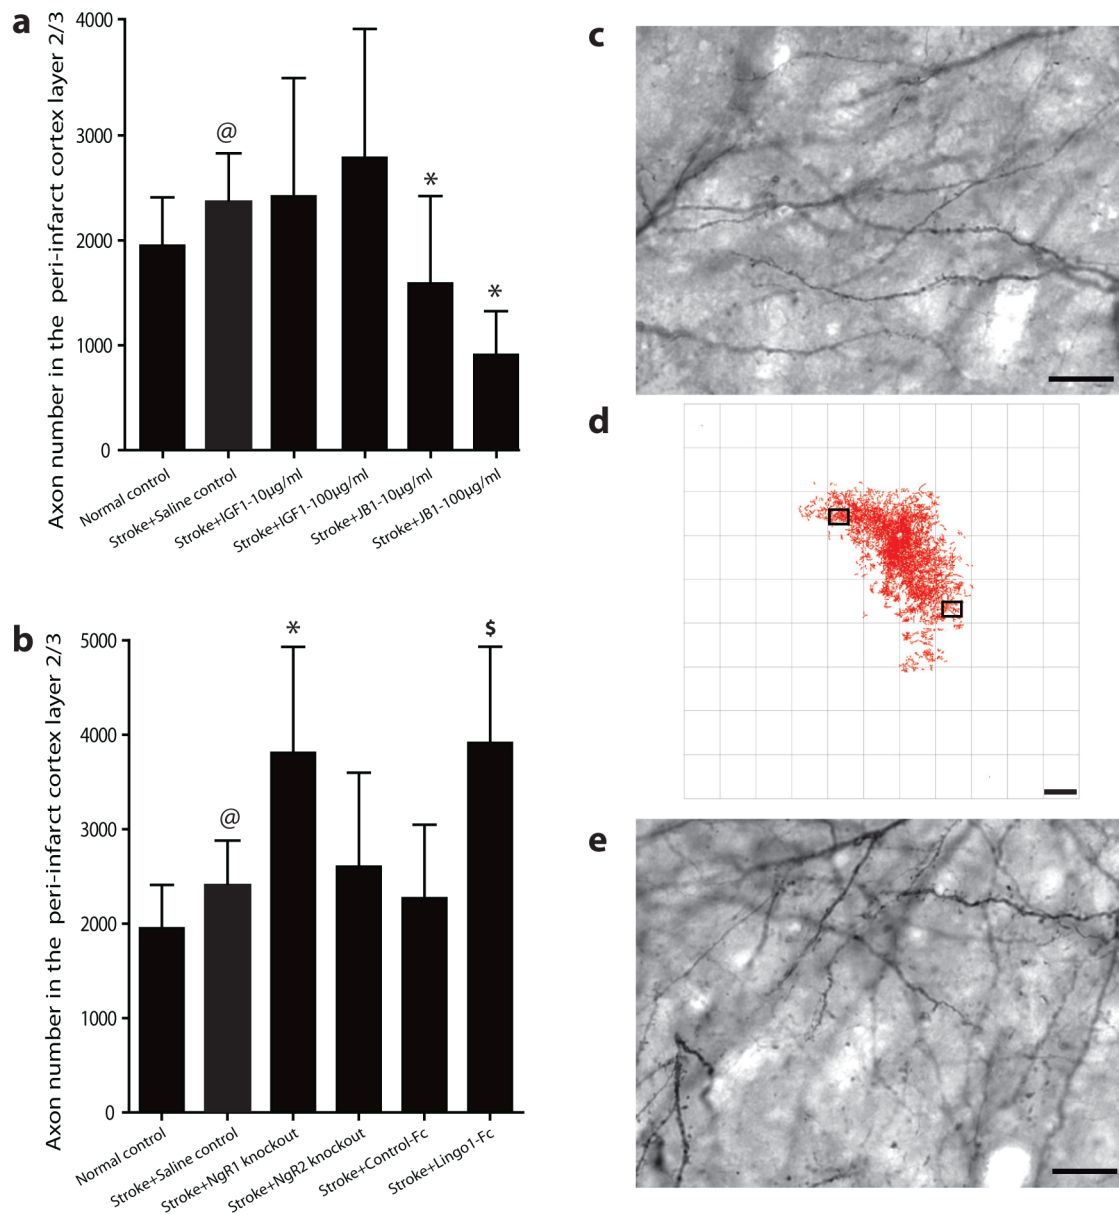 a
Axon number in the peri-infarct cortex layer 2/3
4000
3000
2000
1000
0
@
*
*
Normal control
Stroke+Saline control
Stroke+IGF1-10μg/ml
Stroke+IGF1-100μg/ml
Stroke+JB1-10μg/ml
Stroke+JB1-100μg/ml
b
Axon number in the peri-infarct cortex layer 2/3
5000
4000
3000
2000
1000
0
@
*
$
Normal control
Stroke+Saline control
Stroke+NgR1 knockout
Stroke+NgR2 knockout
Stroke+Control-Fc
Stroke+Lingo1-Fc
c
d
e